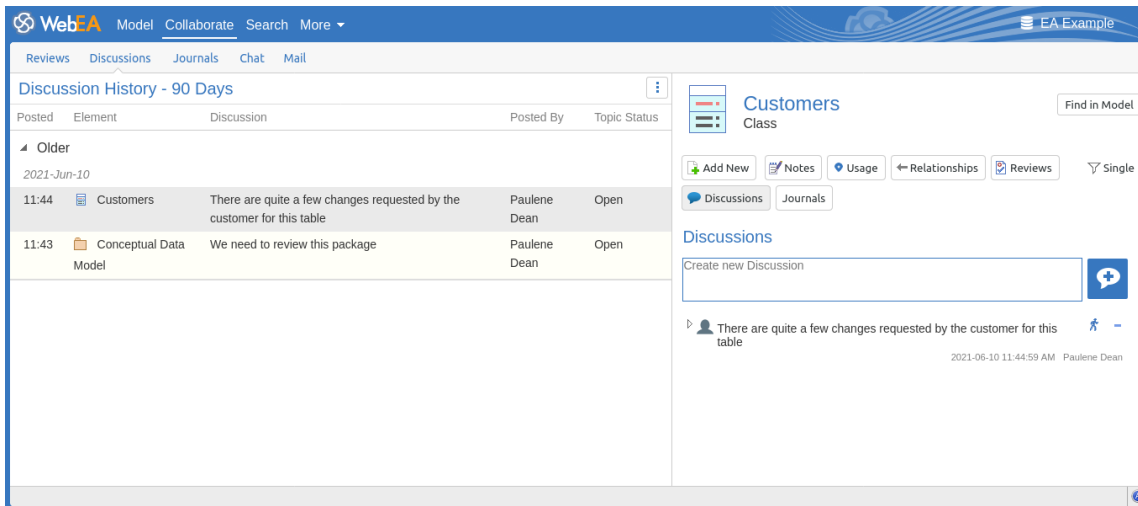 WebEA Model Collaborate Search More EA Example
Reviews Discussions Journals Chat Mail
Discussion History - 90 Days
Posted Element Discussion Posted By Topic Status
Older
2021-Jun-10
11:44 Customers There are quite a few changes requested by the Paulene Open
customer for this table Dean
11:43 Conceptual Data We need to review this package Paulene Open
Model Dean
Customers
Class
Find in Model
Add New Notes Usage Relationships Reviews Single
Discussions Journals
Discussions
Create new Discussion
There are quite a few changes requested by the customer for this
table
2021-06-10 11:44:59 AM Paulene Dean